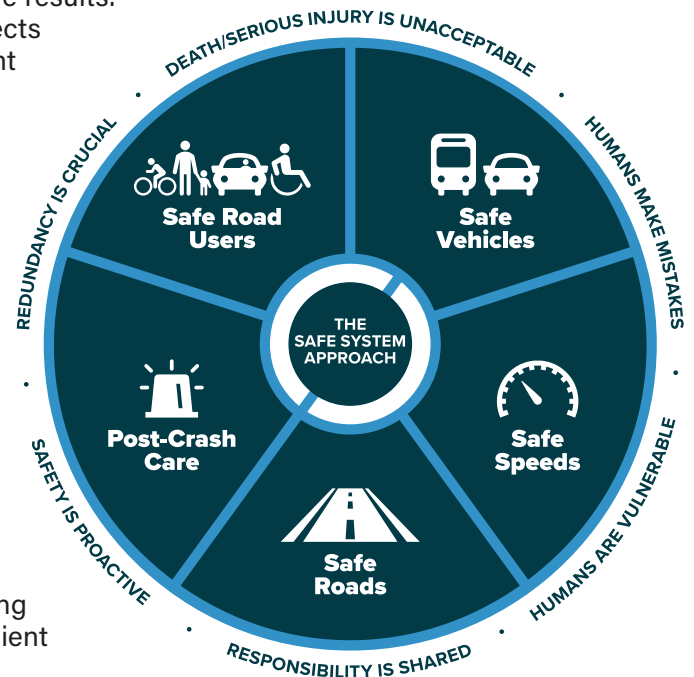 results.
DEATH/SERIOUS INJURY IS UNACCEPTABLE
HUMANS MAKE MISTAKES
HUMANS ARE VULNERABLE
RESPONSIBILITY IS SHARED
SAFETY IS PROACTIVE
REDUNDANCY IS CRUCIAL
Safe Road
Users
Safe
Vehicles
THE
SAFE SYSTEM
APPROACH
Post-Crash
Care
Safe
Speeds
Safe
Roads